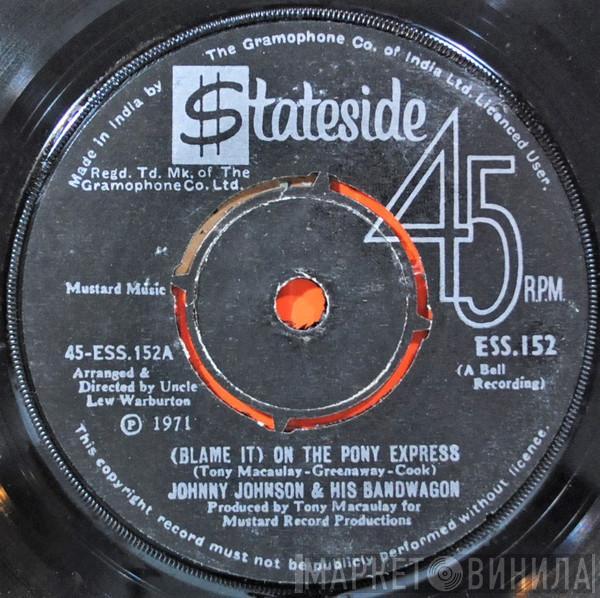 Made in India by The Gramophone Co. of India Ltd. Licenced User.
$tateside
Regd. Td. Mk. of The
Gramophone Co. Ltd.
45
R.P.M.
Mustard Music
45-ESS.152A
Arranged &
Directed by Uncle
Lew Warburton
Ⓟ 1971
ESS.152
(A Bell
Recording)
(BLAME IT) ON THE PONY EXPRESS
(Tony Macaulay-Greenaway-Cook)
JOHNNY JOHNSON & HIS BANDWAGON
Produced by Tony Macaulay for
Mustard Record Productions
This copyright record must not be publicly performed without licence.
МАРКЕТ ВИНИЛА